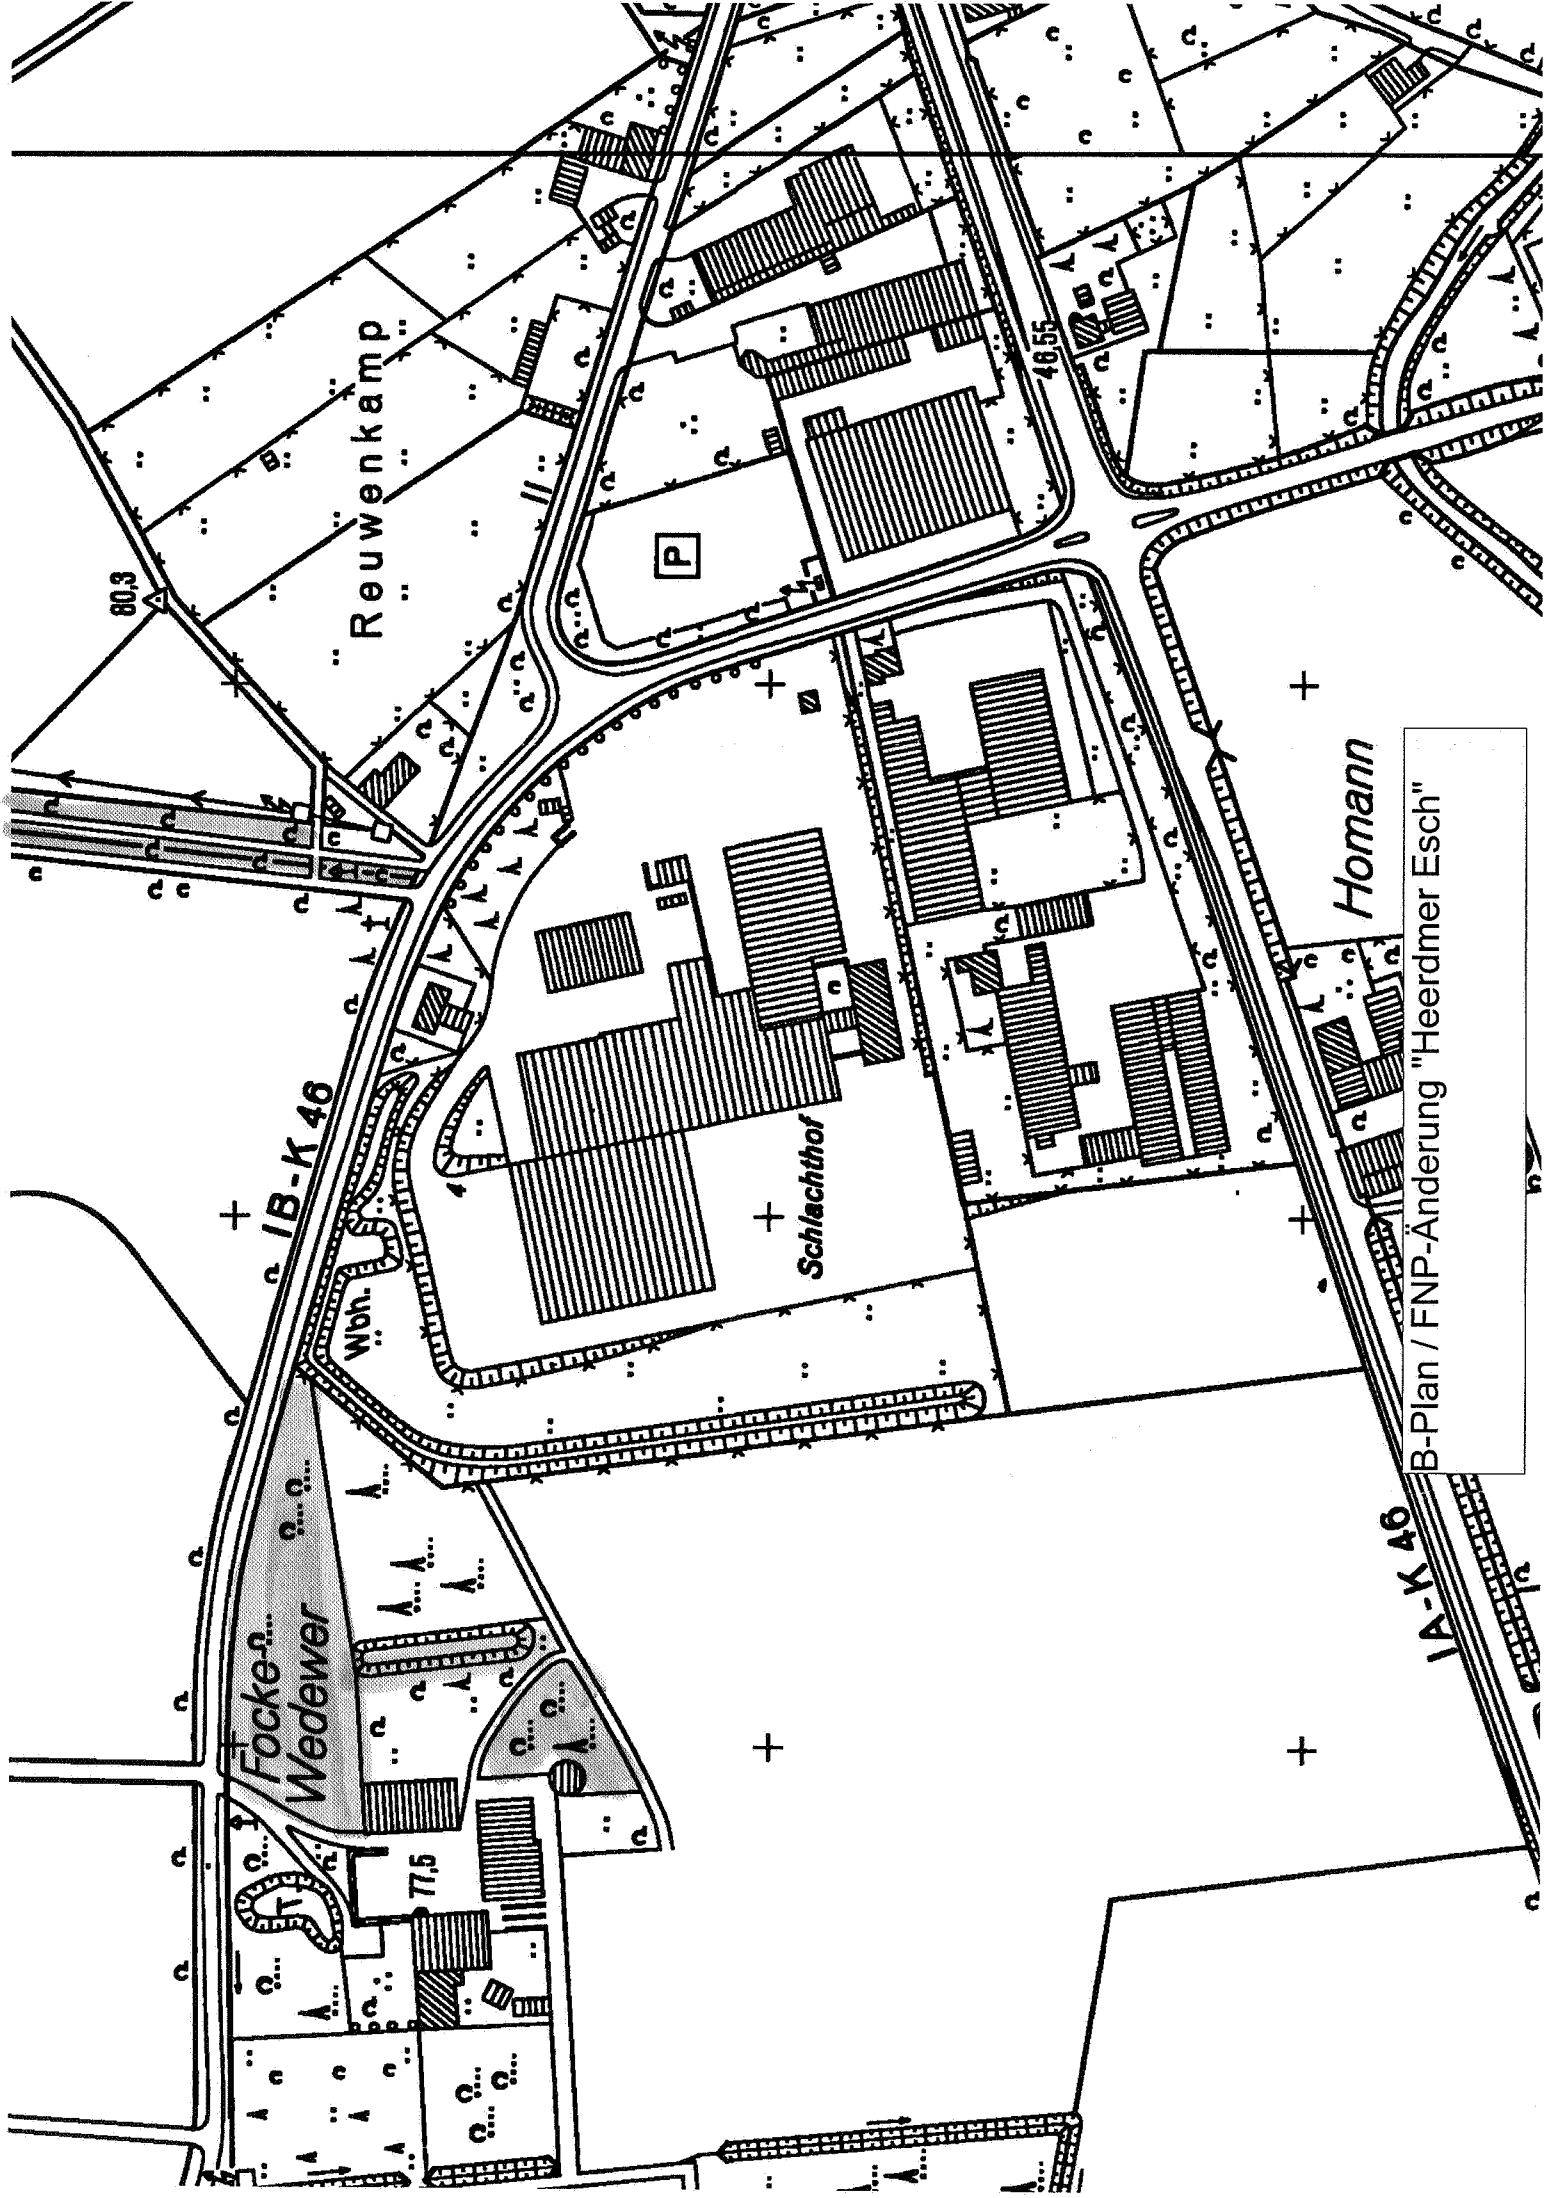 80,3
Reuwenkamp
P
46,55
IB-K 46
Wbh.
4
Schlachthof
Homann
B-Plan / FNP-Änderung "Heerdmer Esch"
IA-K 46
Focke-
Wedewer
T
77,5